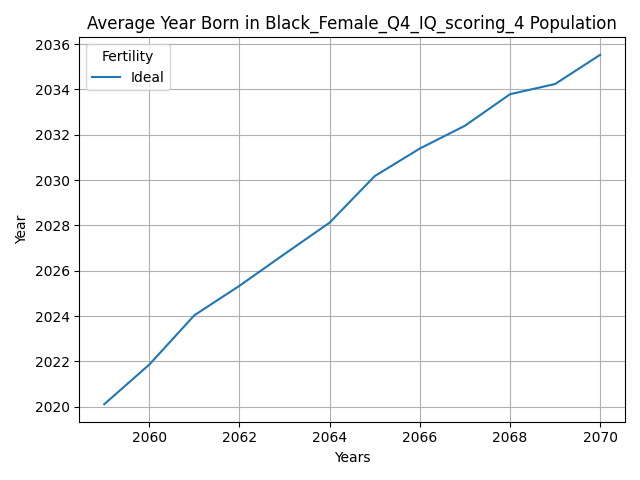 Average Year Born in Black_Female_Q4_IQ_scoring_4 Population
Fertility
Ideal
Year
2036
2034
2032
2030
2028
2026
2024
2022
2020
2060 2062 2064 2066 2068 2070
Years